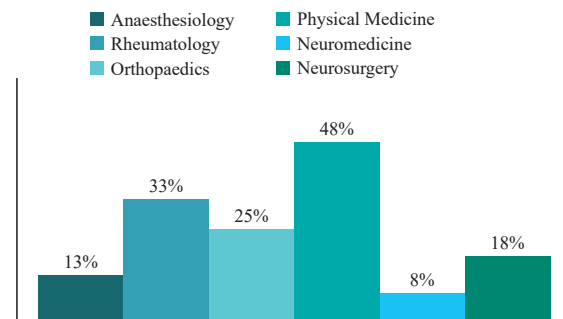 Anaesthesiology
Rheumatology
Orthopaedics
Physical Medicine
Neuromedicine
Neurosurgery
13%
33%
25%
48%
8%
18%